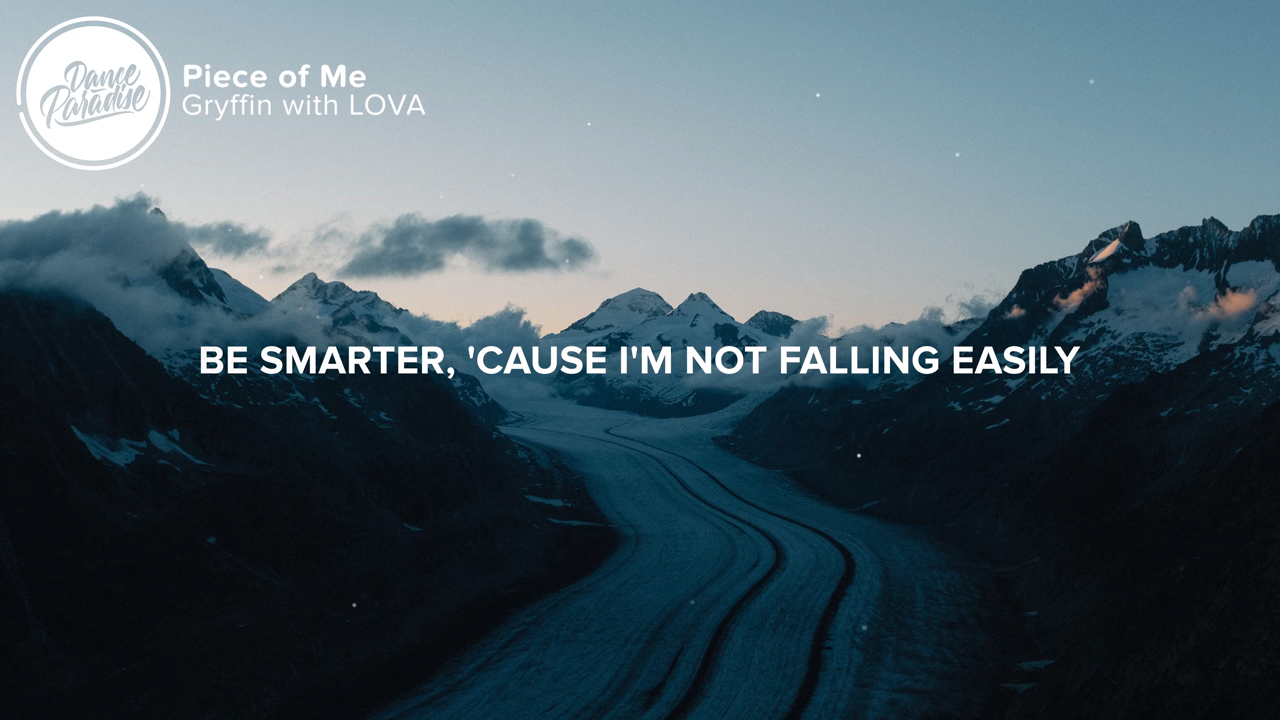 Dance
Paradise
Piece of Me
Gryffin with LOVA
BE SMARTER, 'CAUSE I'M NOT FALLING EASILY